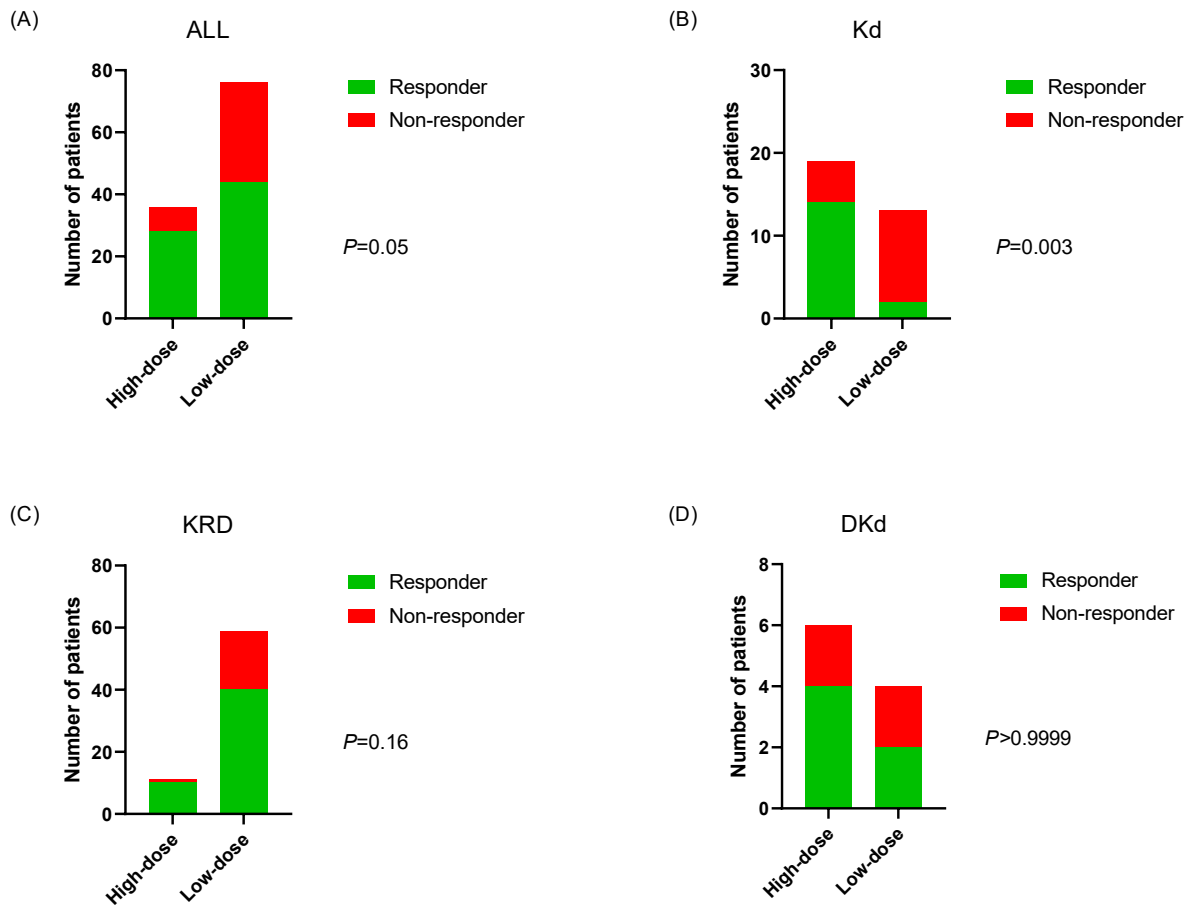 (A)
ALL
Number of patients
80
60
40
20
0
High-dose
Low-dose
Responder
Non-responder
P=0.05
(B)
Kd
Number of patients
30
20
10
0
High-dose
Low-dose
Responder
Non-responder
P=0.003
(C)
KRD
Number of patients
80
60
40
20
0
High-dose
Low-dose
Responder
Non-responder
P=0.16
(D)
DKd
Number of patients
8
6
4
2
0
High-dose
Low-dose
Responder
Non-responder
P>0.9999